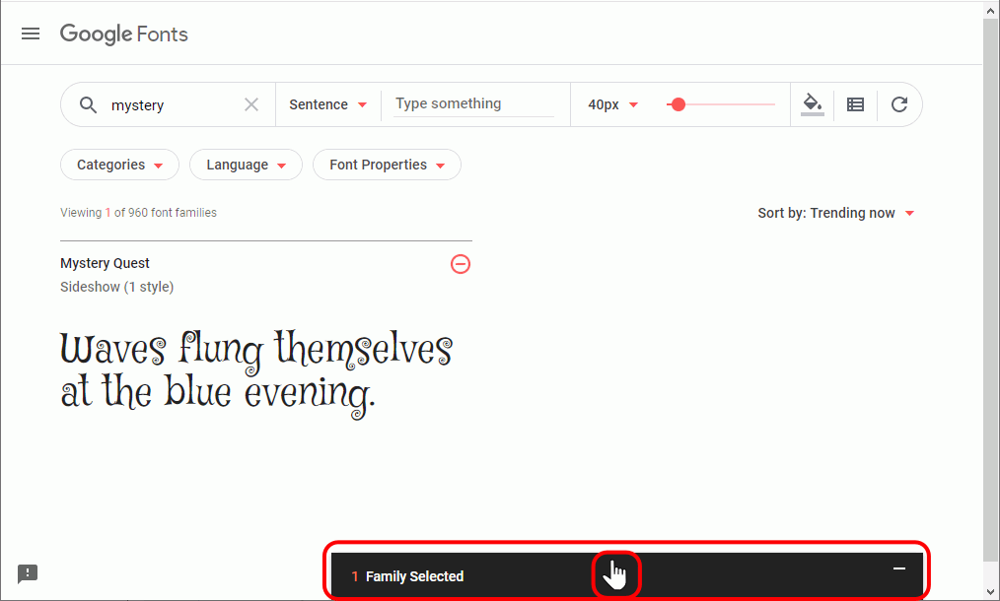 Google Fonts
mystery
Sentence
Type something
40px
Categories
Language
Font Properties
Viewing 1 of 960 font families
Sort by: Trending now
Mystery Quest
Sideshow (1 style)
Waves flung themselves
at the blue evening.
1 Family Selected